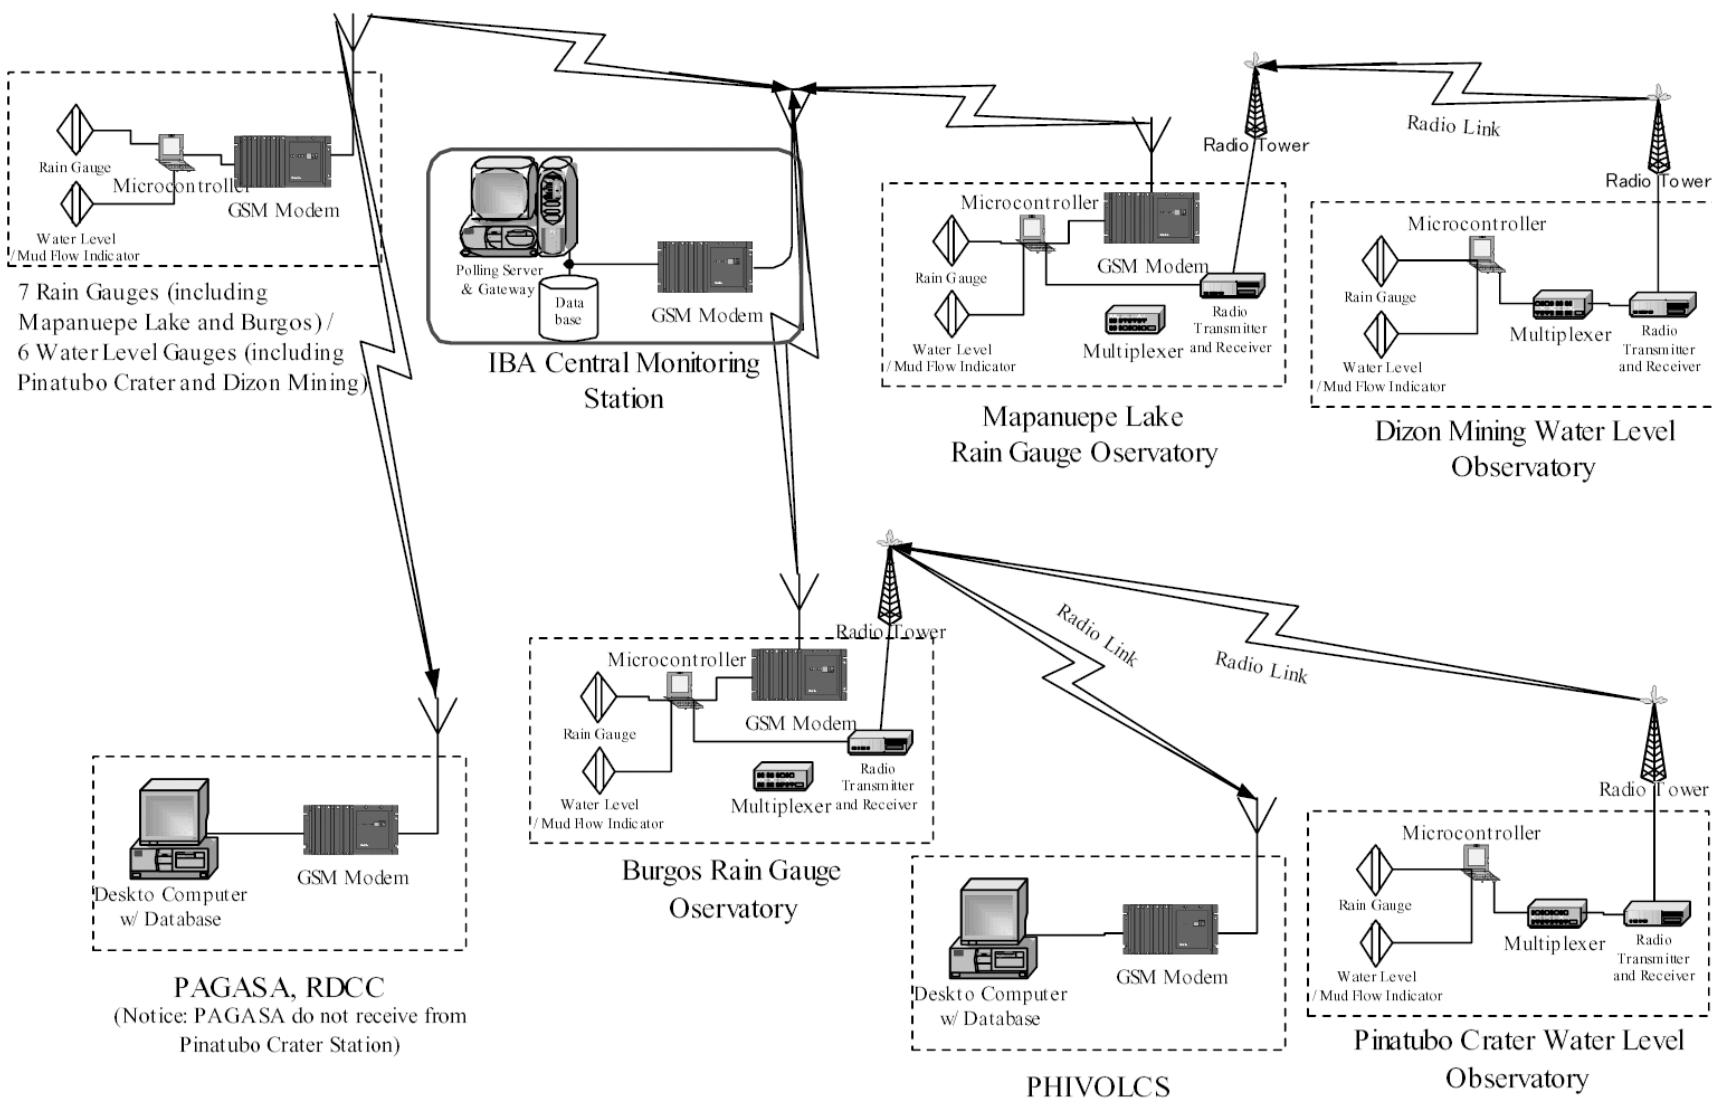 Rain Gauge
Microcontroller
GSM Modem
Water Level
/Mud Flow Indicator
7 Rain Gauges (including
Mapanuepe Lake and Burgos) /
6 Water Level Gauges (including
Pinatubo Crater and Dizon Mining)
Polling Server
& Gateway
Data
base
GSM Modem
IBA Central Monitoring
Station
Radio Tower
Microcontroller
Rain Gauge
GSM Modem
Water Level
/Mud Flow Indicator
Multiplexer
Radio
Transmitter
and Receiver
Mapanuepe Lake
Rain Gauge Oservatory
Radio Link
Radio Tower
Microcontroller
Rain Gauge
Water Level
/Mud Flow Indicator
Multiplexer
Radio
Transmitter
and Receiver
Dizon Mining Water Level
Observatory
Radio Tower
Microcontroller
Rain Gauge
GSM Modem
Water Level
/Mud Flow Indicator
Multiplexer
Radio
Transmitter
and Receiver
Burgos Rain Gauge
Oservatory
Radio Link
Radio Link
Deskto Computer
w/ Database
GSM Modem
PAGASA, RDCC
(Notice: PAGASA do not receive from
Pinatubo Crater Station)
Deskto Computer
w/ Database
GSM Modem
PHIVOLCS
Radio Tower
Microcontroller
Rain Gauge
Water Level
/Mud Flow Indicator
Multiplexer
Radio
Transmitter
and Receiver
Pinatubo Crater Water Level
Observatory